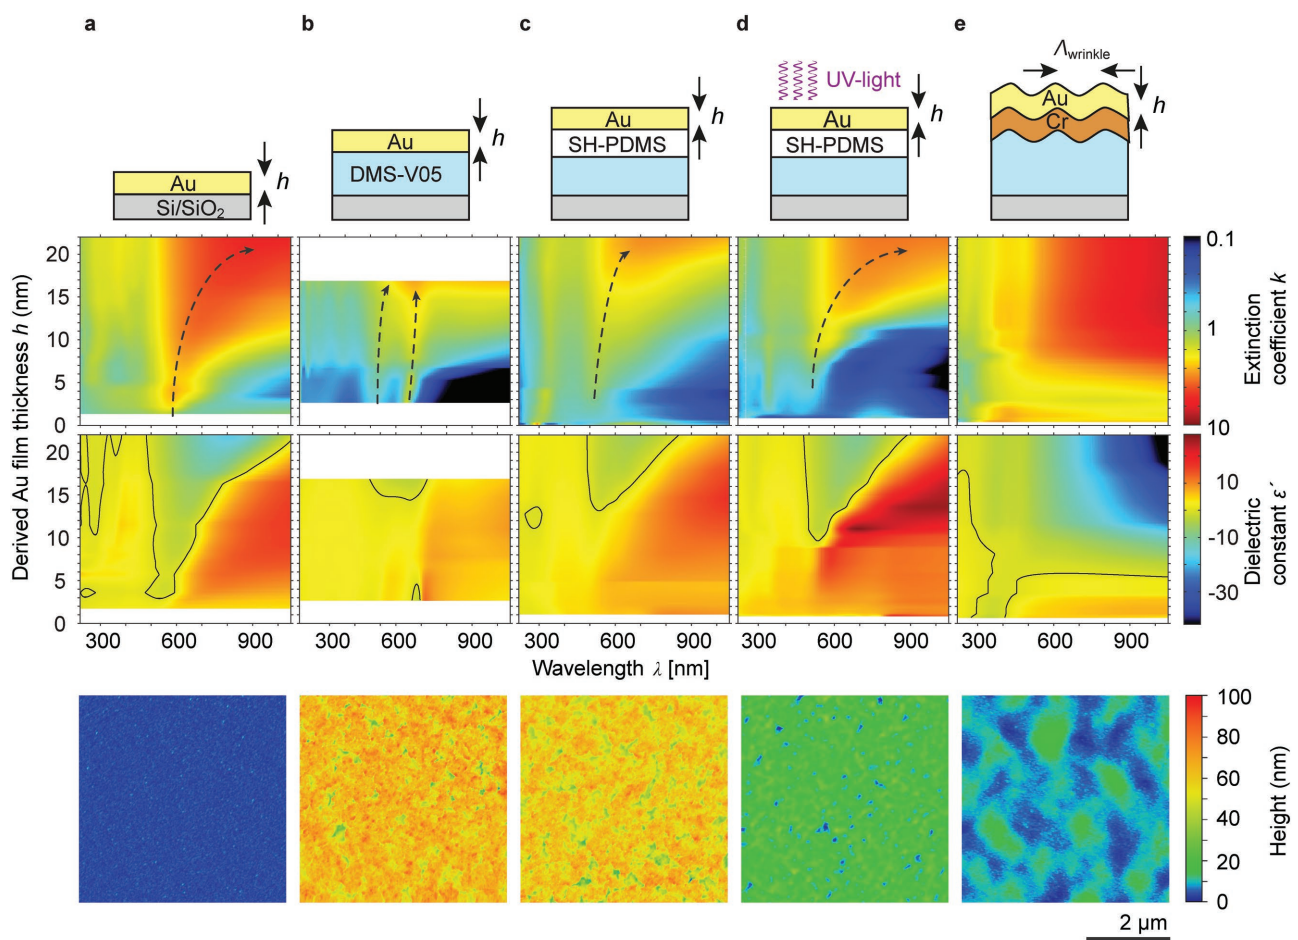 a b c d e
Λwrinkle
UV-light
Au h
Au
Au h
Au h
Cr
Au h
SH-PDMS
SH-PDMS
Au h
DMS-V05
Si/SiO₂
Derived Au film thickness h (nm)
20
15
10
5
0
20
15
10
5
0
0.1
1
10
Extinction
coefficient k
10
-10
-30
Dielectric
constant ε´
300 600 900 300 600 900 300 600 900 300 600 900 300 600 900
Wavelength λ [nm]
100
80
60
40
20
0
Height (nm)
2 µm